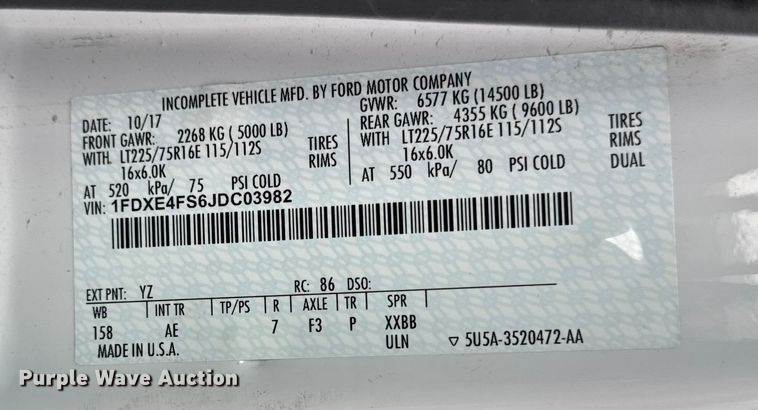 INCOMPLETE VEHICLE MFD. BY FORD MOTOR COMPANY
DATE: 10/17 GVWR: 6577 KG (14500 LB)
FRONT GAWR: 2268 KG ( 5000 LB) REAR GAWR: 4355 KG ( 9600 LB)
WITH LT225/75R16E 115/112S TIRES WITH LT225/75R16E 115/112S TIRES
16x6.0K RIMS 16x6.0K RIMS
AT 520 kPa/ 75 PSI COLD AT 550 kPa/ 80 PSI COLD DUAL
VIN: 1FDXE4FS6JDC03982
EXT PNT: YZ RC: 86 DSO:
WB INT TR TP/PS R AXLE TR SPR
158 AE 7 F3 P XXBB
MADE IN U.S.A. ULN ▽ 5U5A-3520472-AA
Purple Wave Auction